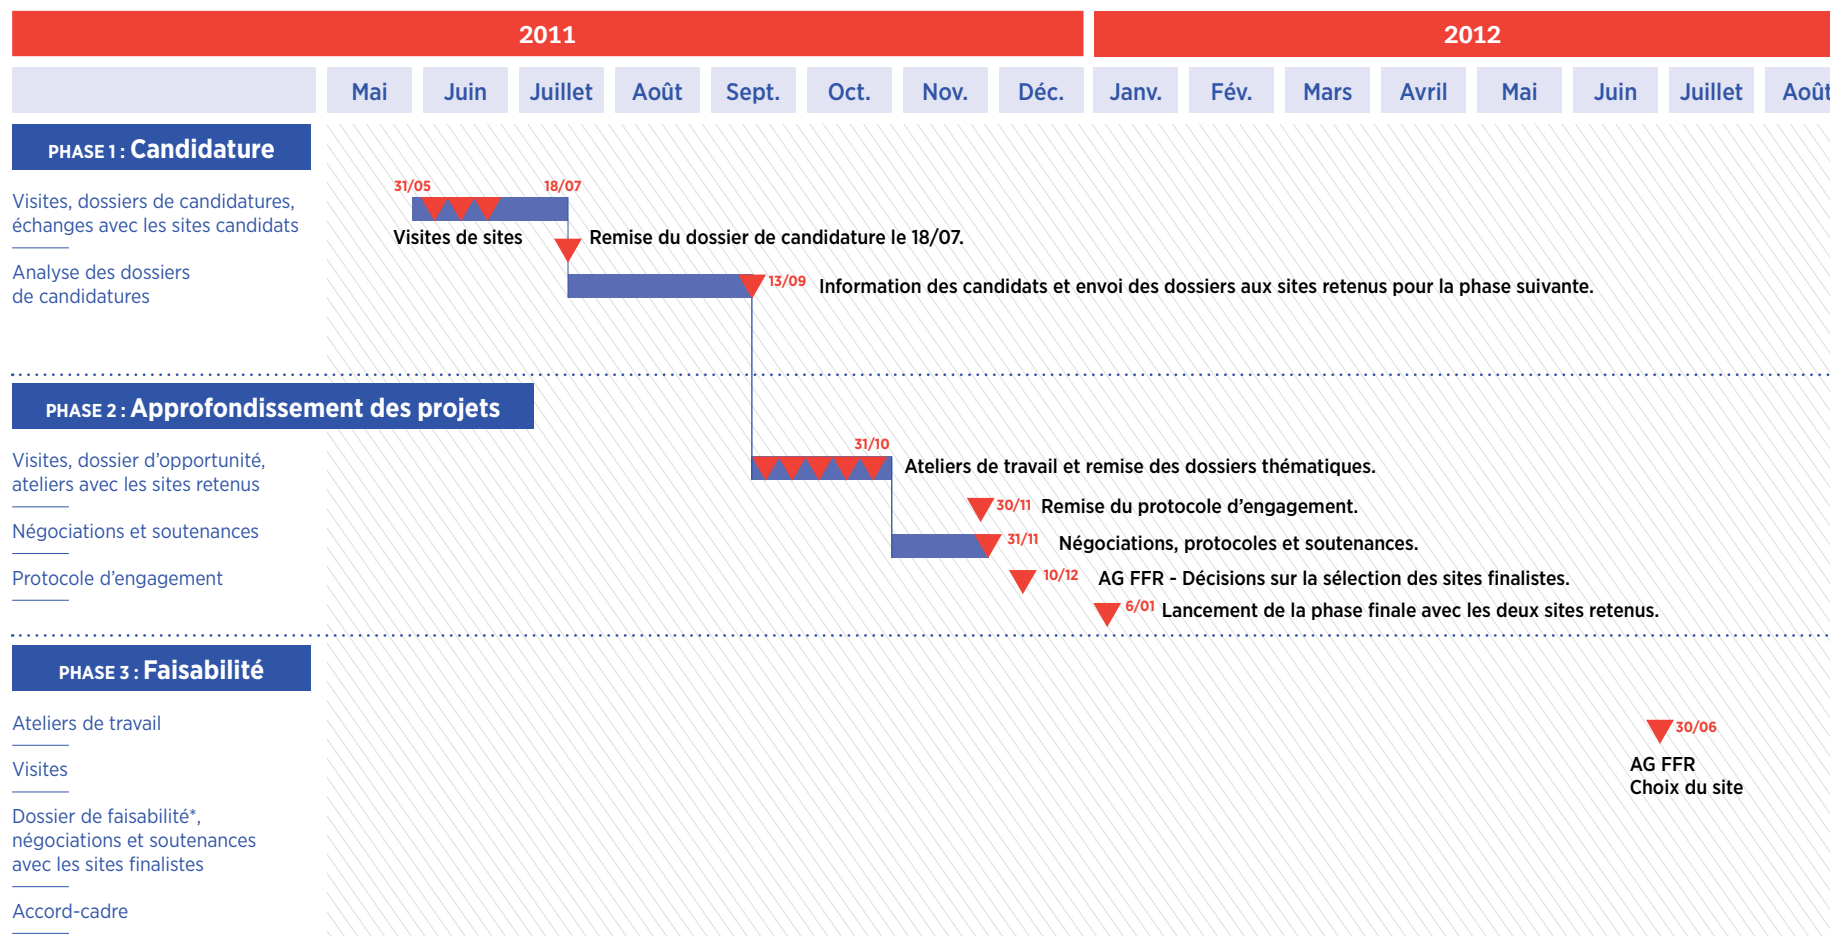 2011
2012
Mai
Juin
Juillet
Août
Sept.
Oct.
Nov.
Déc.
Janv.
Fév.
Mars
Avril
Mai
Juin
Juillet
Août
PHASE 1 : Candidature
Visites, dossiers de candidatures,
échanges avec les sites candidats
31/05
18/07
Visites de sites
Remise du dossier de candidature le 18/07.
Analyse des dossiers
de candidatures
13/09
Information des candidats et envoi des dossiers aux sites retenus pour la phase suivante.
PHASE 2 : Approfondissement des projets
Visites, dossier d’opportunité,
ateliers avec les sites retenus
31/10
Ateliers de travail et remise des dossiers thématiques.
30/11 Remise du protocole d’engagement.
Négociations et soutenances
31/11 Négociations, protocoles et soutenances.
Protocole d’engagement
10/12 AG FFR - Décisions sur la sélection des sites finalistes.
6/01 Lancement de la phase finale avec les deux sites retenus.
PHASE 3 : Faisabilité
Ateliers de travail
30/06
AG FFR
Choix du site
Visites
Dossier de faisabilité*,
négociations et soutenances
avec les sites finalistes
Accord-cadre